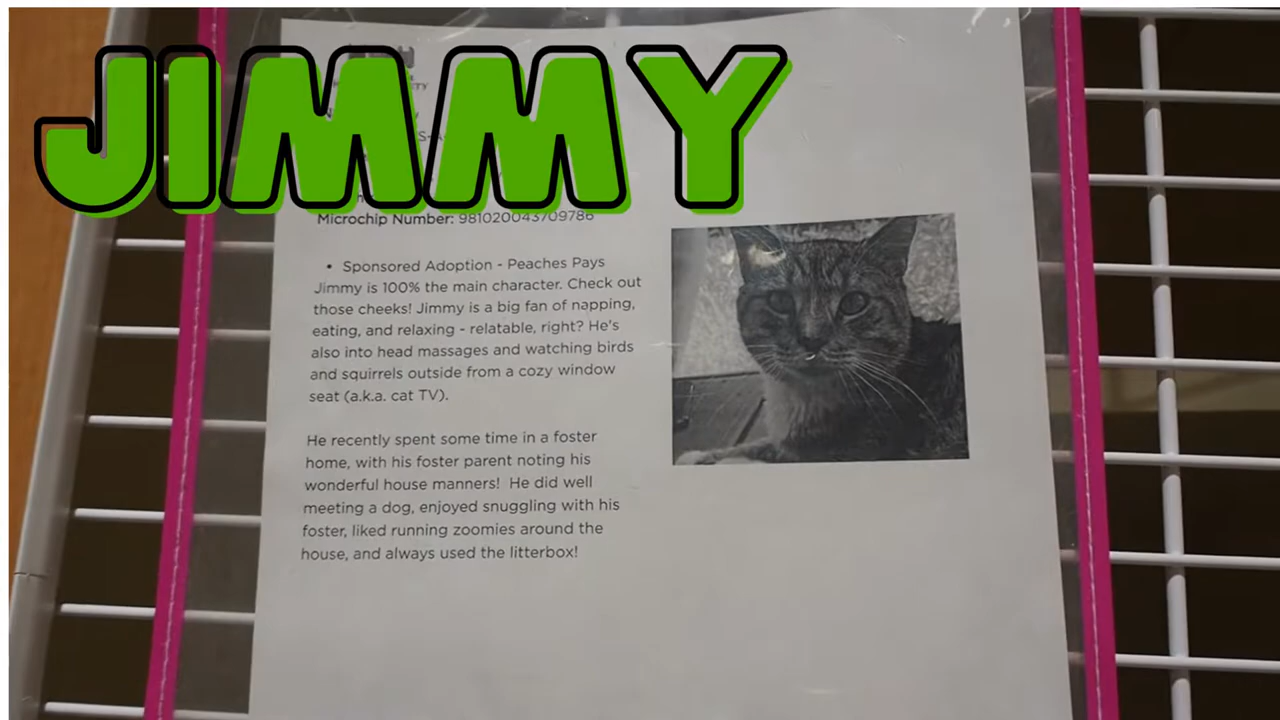 JIMMY
Microchip Number: 981020043709786
• Sponsored Adoption - Peaches Pays
Jimmy is 100% the main character. Check out
those cheeks! Jimmy is a big fan of napping,
eating, and relaxing - relatable, right? He's
also into head massages and watching birds
and squirrels outside from a cozy window
seat (a.k.a. cat TV).
He recently spent some time in a foster
home, with his foster parent noting his
wonderful house manners! He did well
meeting a dog, enjoyed snuggling with his
foster, liked running zoomies around the
house, and always used the litterbox!